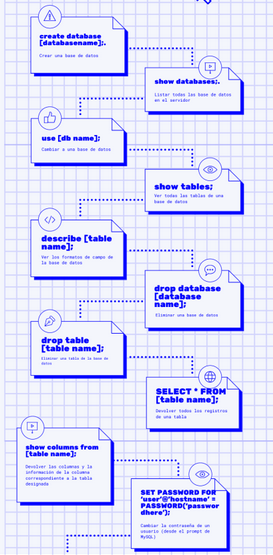 create database
[databasename];.
Crear una base de datos
show databases;.
Listar todas las base de datos
en el servidor
use [db name];
Cambiar a una base de datos
show tables;
Ver todas las tablas de una
base de datos
describe [table
name];
Ver los formatos de campo de
la base de datos
drop database
[database
name];
Eliminar una base de datos
drop table
[table name];
Eliminar una tabla de la base de
datos
SELECT * FROM
[table name];
Devolver todos los registros
de una tabla
show columns from
[table name];
Devolver las columnas y la
información de la columna
correspondiente a la tabla
designada
SET PASSWORD FOR
'user'@'hostname' =
PASSWORD('passwor
dhere');
Cambiar la contraseña de un
usuario (desde el prompt de
MySQL)